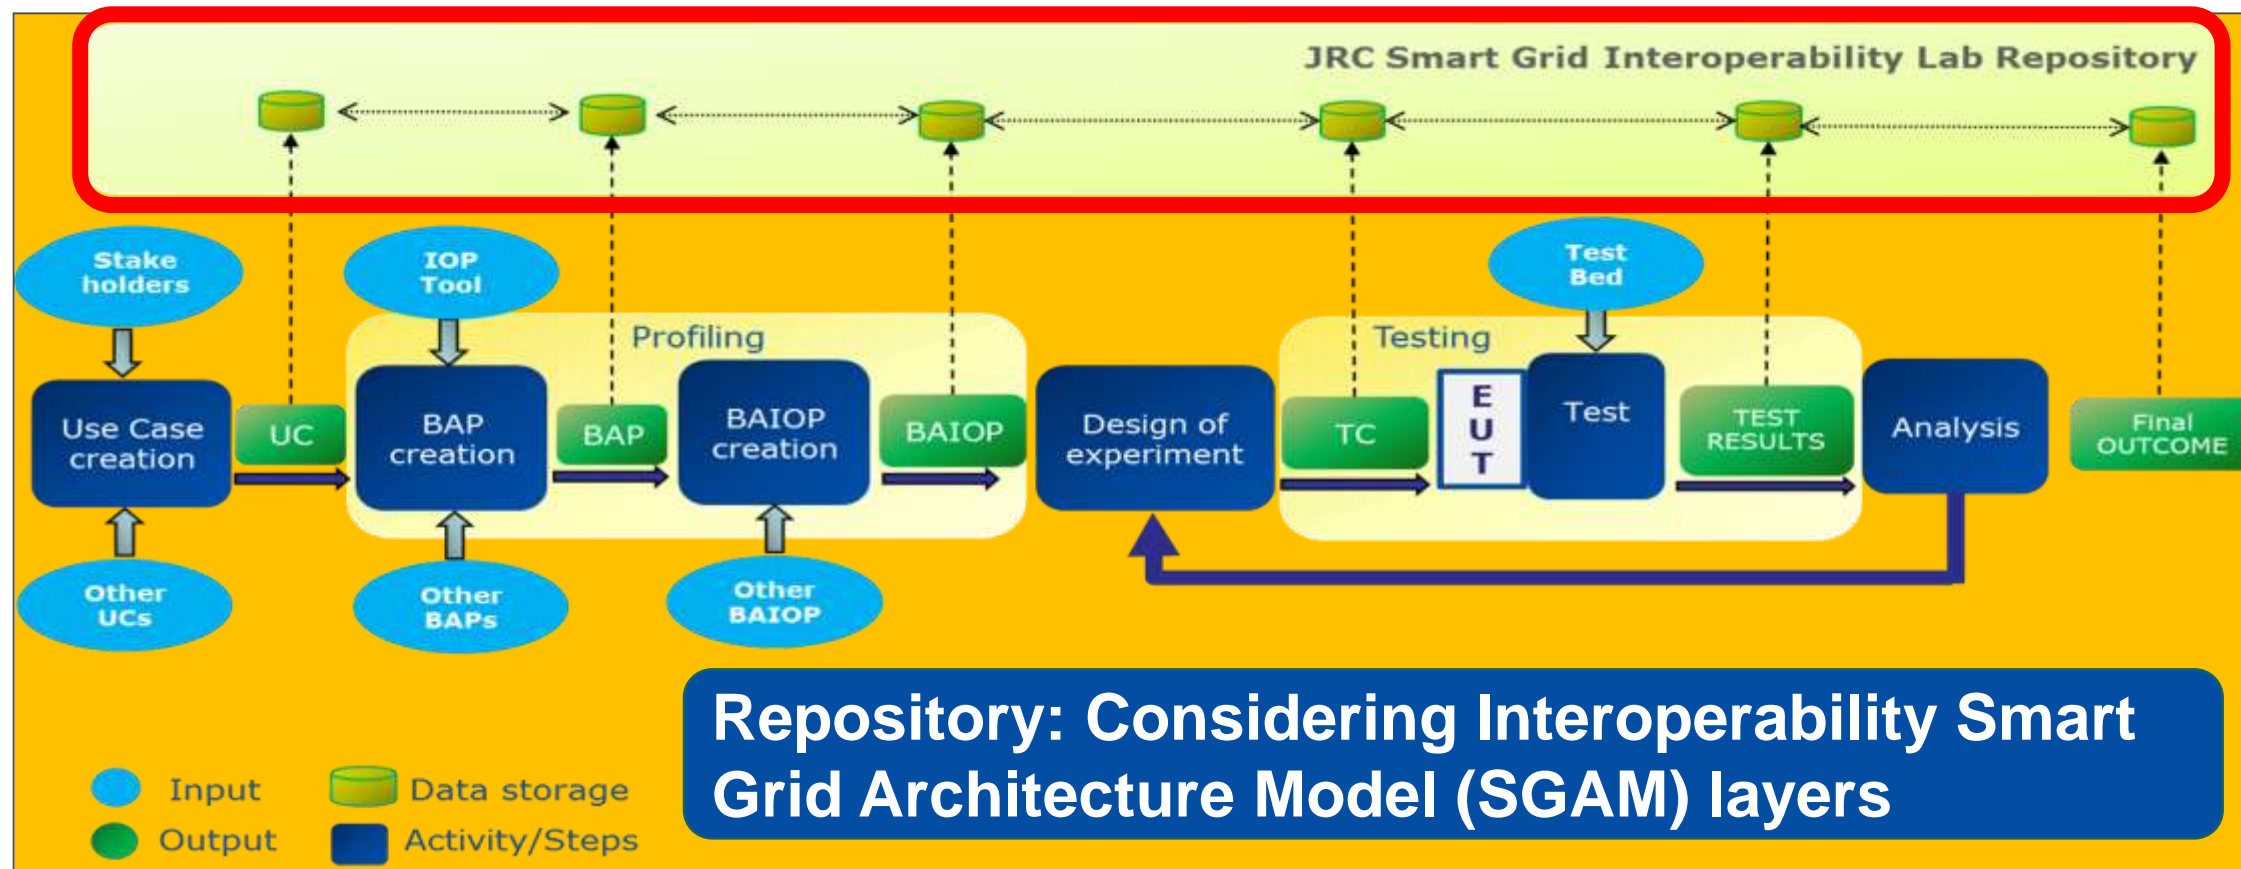 JRC Smart Grid Interoperability Lab Repository
Stake
holders
IOP
Tool
Test
Bed
Profiling
Testing
Use Case
creation
UC
BAP
creation
BAP
BAIOP
creation
BAIOP
Design of
experiment
TC
E
U
T
Test
TEST
RESULTS
Analysis
Final
OUTCOME
Other
UCs
Other
BAPs
Other
BAIOP
Repository: Considering Interoperability Smart
Grid Architecture Model (SGAM) layers
Input
Data storage
Output
Activity/Steps